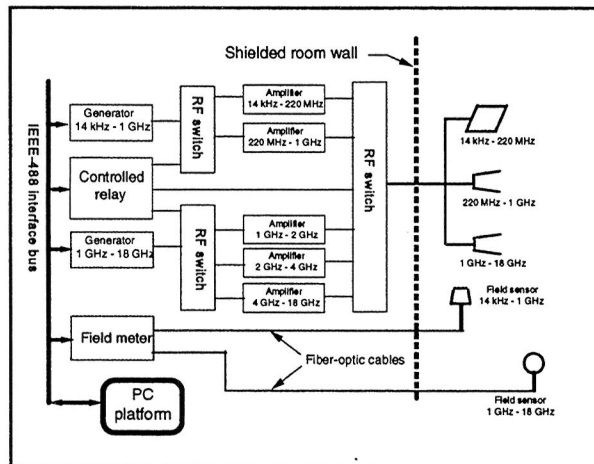 Shielded room wall
IEEE-488 interface bus
Generator
14 kHz - 1 GHz
Controlled
relay
Generator
1 GHz - 18 GHz
Field meter
PC
platform
RF switch
RF switch
Amplifier
14 kHz - 220 MHz
Amplifier
220 MHz - 1 GHz
Amplifier
1 GHz - 2 GHz
Amplifier
2 GHz - 4 GHz
Amplifier
4 GHz - 18 GHz
RF switch
Fiber-optic cables
14 kHz - 220 MHz
220 MHz - 1 GHz
1 GHz - 18 GHz
Field sensor
14 kHz - 1 GHz
Field sensor
1 GHz - 18 GHz